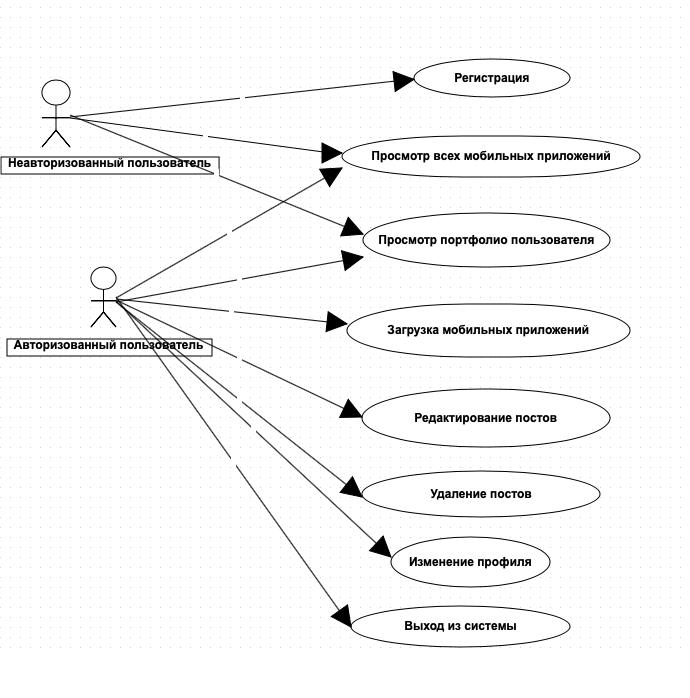 Регистрация
Неавторизованный пользователь
Просмотр всех мобильных приложений
Просмотр портфолио пользователя
Авторизованный пользователь
Загрузка мобильных приложений
Редактирование постов
Удаление постов
Изменение профиля
Выход из системы